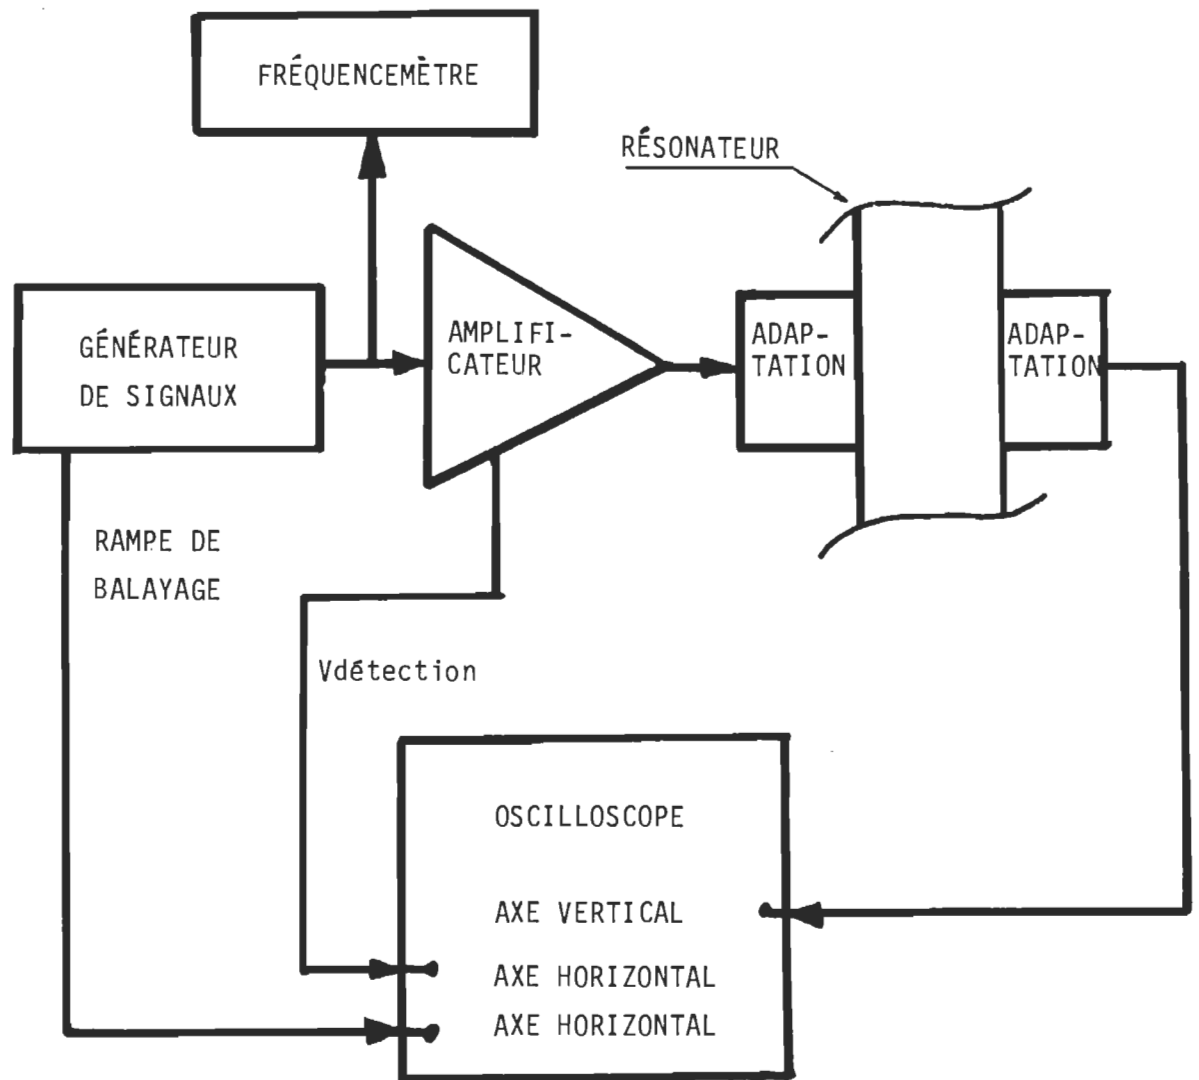 FRÉQUENCEMÈTRE
RÉSONATEUR
GÉNÉRATEUR
DE SIGNAUX
AMPLIFI-
CATEUR
ADAP-
TATION
ADAP-
TATION
RAMPE DE
BALAYAGE
Vdétection
OSCILLOSCOPE
AXE VERTICAL
AXE HORIZONTAL
AXE HORIZONTAL